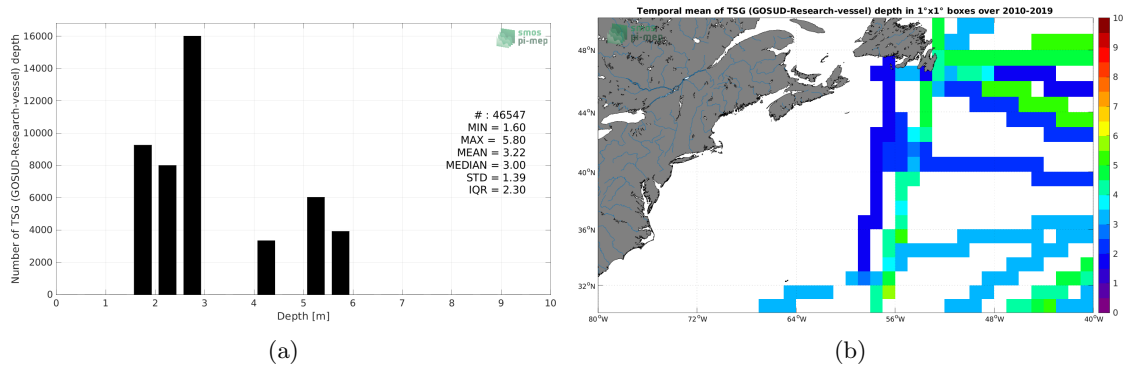 Number of TSG (GOSUD-Research-vessel) depth
16000
14000
12000
10000
8000
6000
4000
2000
0
0 1 2 3 4 5 6 7 8 9 10
Depth [m]
smos
pi-mep
# : 46547
MIN = 1.60
MAX = 5.80
MEAN = 3.22
MEDIAN = 3.00
STD = 1.39
IQR = 2.30
(a)
Temporal mean of TSG (GOSUD-Research-vessel) depth in 1°x1° boxes over 2010-2019
smos
pi-mep
48°N
44°N
40°N
36°N
32°N
80°W 72°W 64°W 56°W 48°W 40°W
10
9
8
7
6
5
4
3
2
1
0
(b)